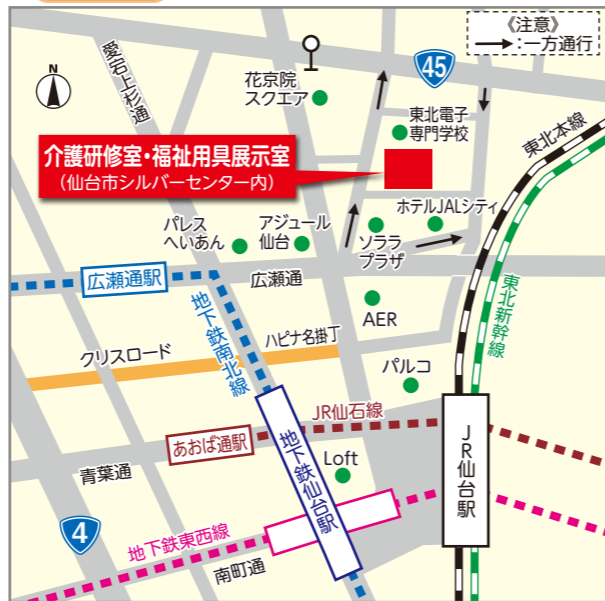 《注意》
→:一方通行
N
愛宕上杉通
45
花京院
スクエア
東北電子
専門学校
東北本線
介護研修室・福祉用具展示室
(仙台市シルバーセンター内)
パレス
へいあん
アジュール
仙台
ソララ
プラザ
ホテルJALシティ
広瀬通駅
広瀬通
地下鉄南北線
東北新幹線
AER
ハピナ名掛丁
クリスロード
パルコ
JR仙石線
あおば通駅
青葉通
地下鉄仙台駅
Loft
JR仙台駅
4
地下鉄東西線
南町通